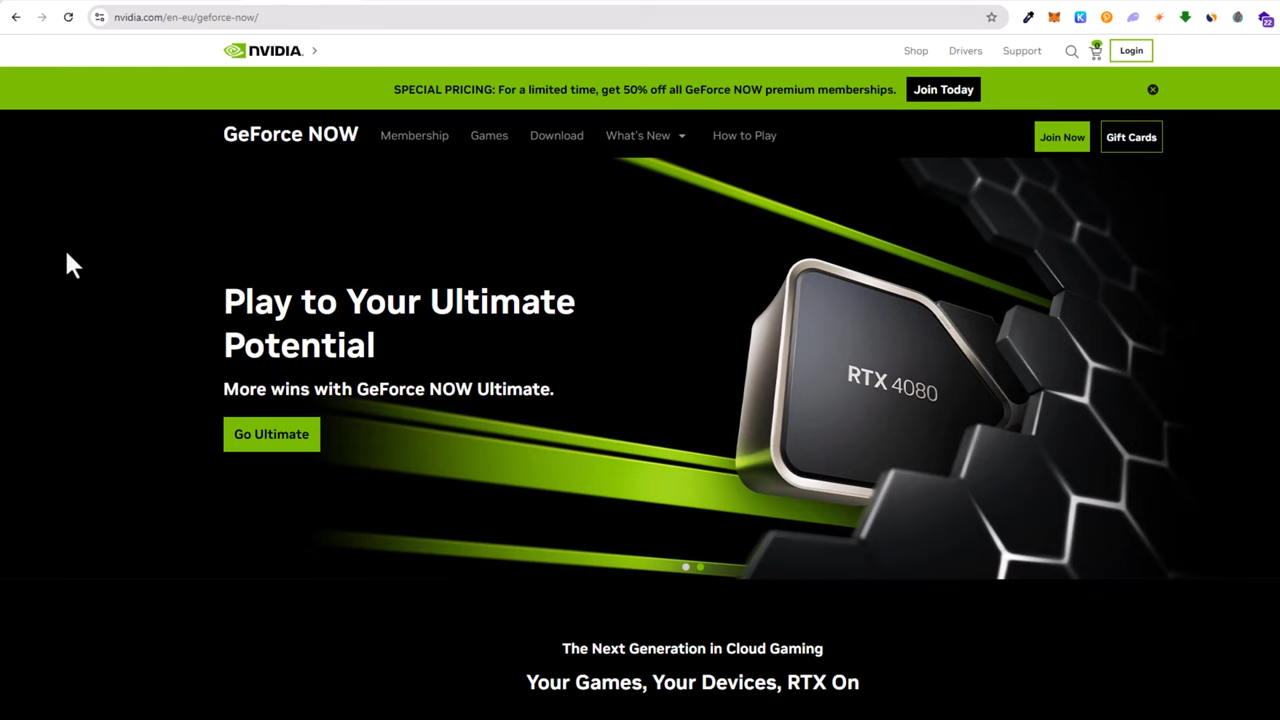 nvidia.com/en-eu/geforce-now/
22
NVIDIA.
Shop
Drivers
Support
0
Login
SPECIAL PRICING: For a limited time, get 50% off all GeForce NOW premium memberships.
Join Today
GeForce NOW
Membership
Games
Download
What's New
How to Play
Join Now
Gift Cards
Play to Your Ultimate
Potential
More wins with GeForce NOW Ultimate.
Go Ultimate
RTX 4080
The Next Generation in Cloud Gaming
Your Games, Your Devices, RTX On